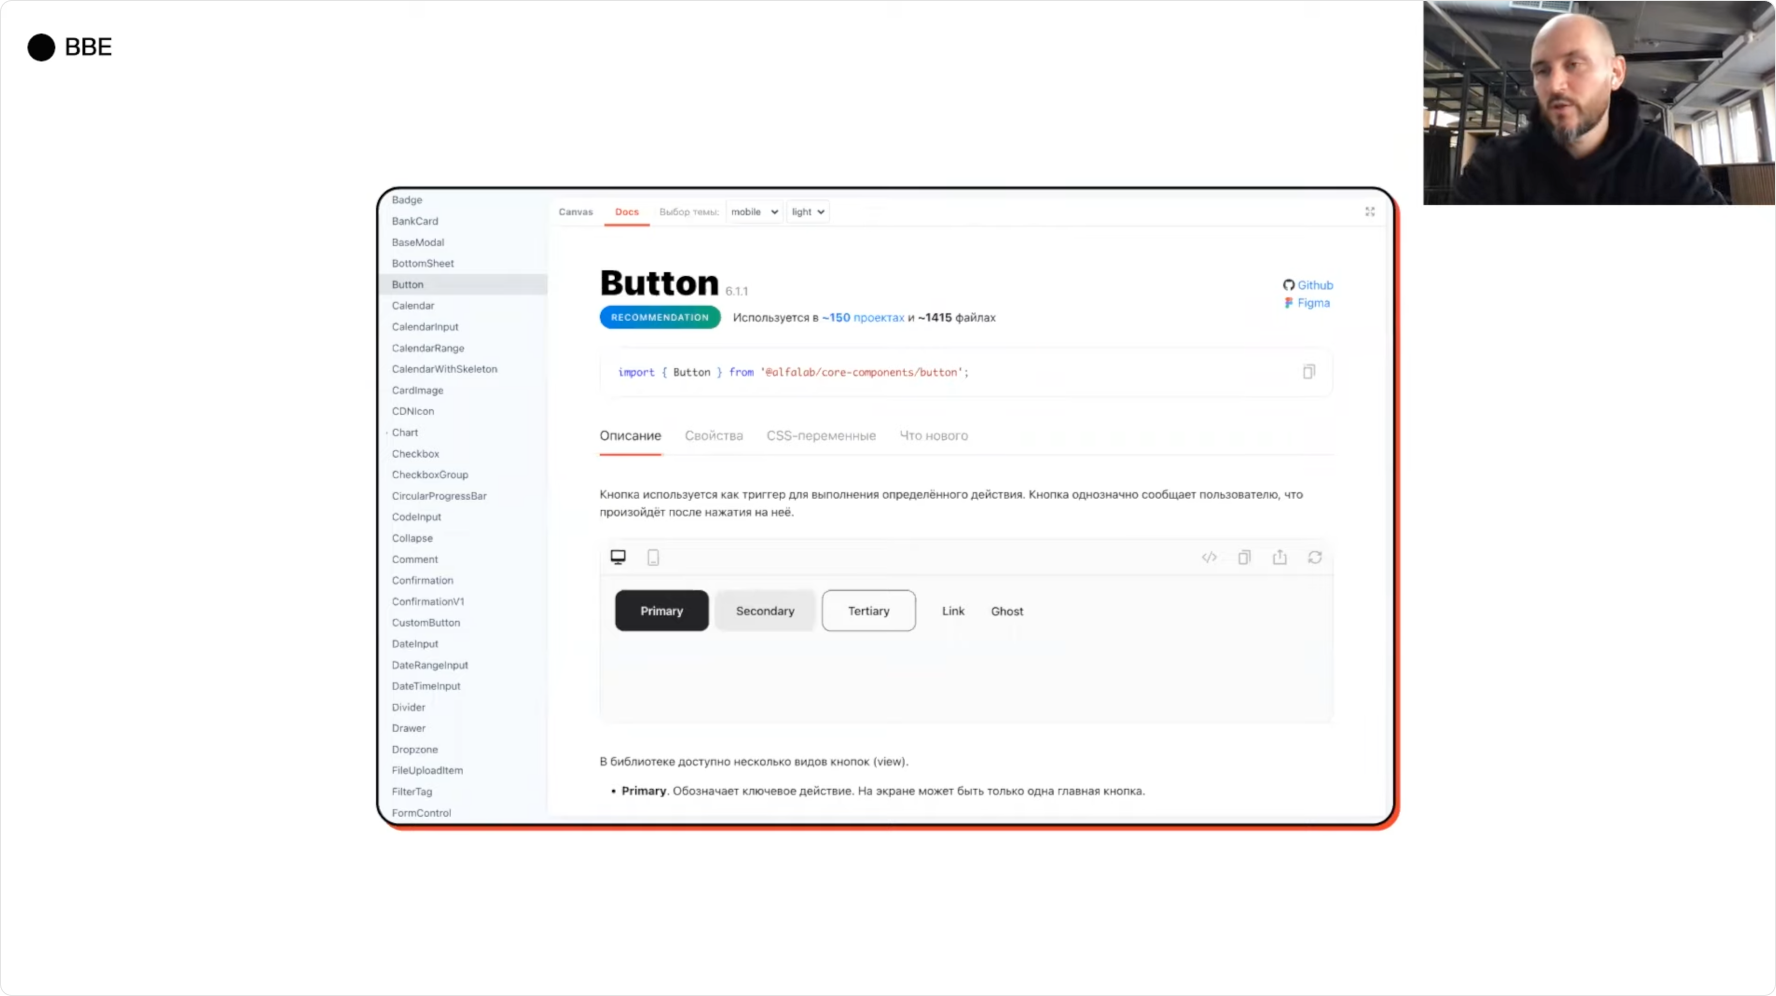 BBE
Badge
BankCard
BaseModal
BottomSheet
Button
Calendar
CalendarInput
CalendarRange
CalendarWithSkeleton
CardImage
CDNIcon
Chart
Checkbox
CheckboxGroup
CircularProgressBar
CodeInput
Collapse
Comment
Confirmation
ConfirmationV1
CustomButton
DateInput
DateRangeInput
DateTimeInput
Divider
Drawer
Dropzone
FileUploadItem
FilterTag
FormControl
Canvas Docs Выбор темы: mobile light
Button 6.1.1
Github
Figma
RECOMMENDATION Используется в ~150 проектах и ~1415 файлах
import { Button } from '@alfalab/core-components/button';
Описание Свойства CSS-переменные Что нового
Кнопка используется как триггер для выполнения определённого действия. Кнопка однозначно сообщает пользователю, что
произойдёт после нажатия на неё.
Primary Secondary Tertiary Link Ghost
В библиотеке доступно несколько видов кнопок (view).
• Primary. Обозначает ключевое действие. На экране может быть только одна главная кнопка.